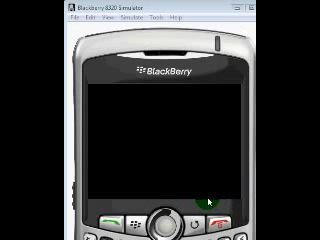 Blackberry 8320 Simulator
File Edit View Simulate Tools Help
BlackBerry